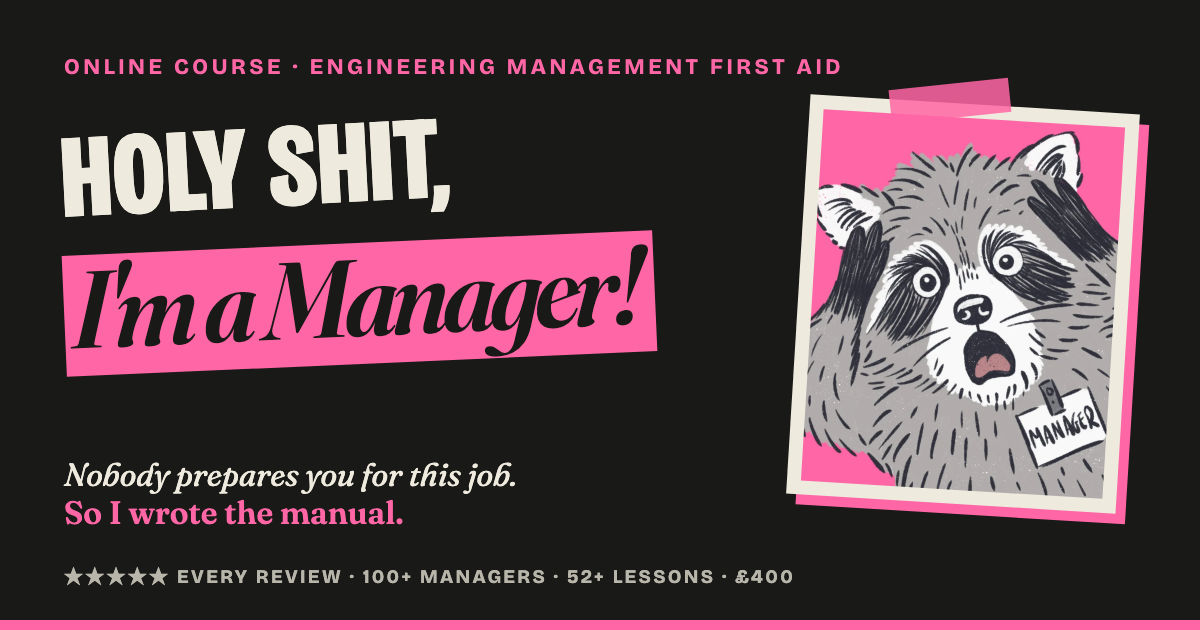 ONLINE COURSE · ENGINEERING MANAGEMENT FIRST AID
HOLY SHIT,
I'm a Manager!
MANAGER
Nobody prepares you for this job.
So I wrote the manual.
★★★★★ EVERY REVIEW · 100+ MANAGERS · 52+ LESSONS · £400